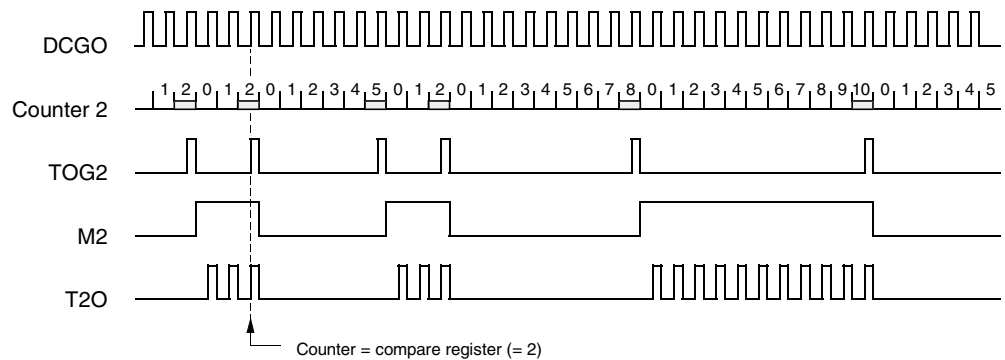 DCGO
Counter 2 1 2 0 1 2 0 1 2 3 4 5 0 1 2 0 1 2 3 4 5 6 7 8 0 1 2 3 4 5 6 7 8 9 10 0 1 2 3 4 5
TOG2
M2
T2O
Counter = compare register (= 2)